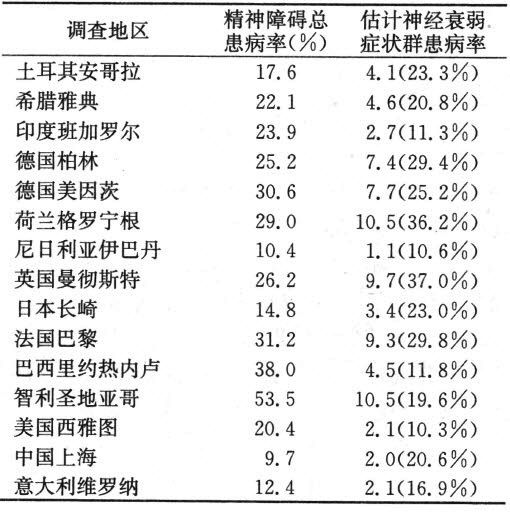 调查地区 精神障碍总患病率(%) 估计神经衰弱症状群患病率
土耳其安哥拉 17.6 4.1(23.3%)
希腊雅典 22.1 4.6(20.8%)
印度班加罗尔 23.9 2.7(11.3%)
德国柏林 25.2 7.4(29.4%)
德国美因茨 30.6 7.7(25.2%)
荷兰格罗宁根 29.0 10.5(36.2%)
尼日利亚伊巴丹 10.4 1.1(10.6%)
英国曼彻斯特 26.2 9.7(37.0%)
日本长崎 14.8 3.4(23.0%)
法国巴黎 31.2 9.3(29.8%)
巴西里约热内卢 38.0 4.5(11.8%)
智利圣地亚哥 53.5 10.5(19.6%)
美国西雅图 20.4 2.1(10.3%)
中国上海 9.7 2.0(20.6%)
意大利维罗纳 12.4 2.1(16.9%)